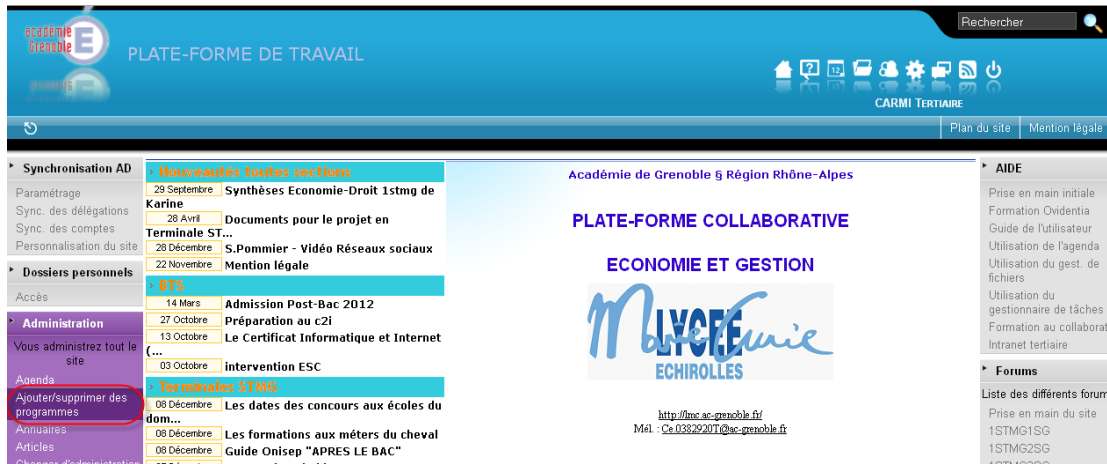 Rechercher
académie
Grenoble
PLATE-FORME DE TRAVAIL
CARMI TERTIAIRE
Plan du site
Mention légale
Synchronisation AD
Paramétrage
Sync. des délégations
Sync. des comptes
Personnalisation du site
Dossiers personnels
Accès
Administration
Vous administrez tout le
site
Agenda
Ajouter/supprimer des
programmes
Annuaires
Articles
Changer d'administration
Nouveautés toutes sections
29 Septembre Synthèses Economie-Droit 1stmg de
Karine
28 Avril Documents pour le projet en
Terminale ST...
28 Décembre S.Pommier - Vidéo Réseaux sociaux
22 Novembre Mention légale
BTS
14 Mars Admission Post-Bac 2012
27 Octobre Préparation au c2i
13 Octobre Le Certificat Informatique et Internet
(...
03 Octobre intervention ESC
Terminales STMG
08 Décembre Les dates des concours aux écoles du
dom...
08 Décembre Les formations aux méters du cheval
08 Décembre Guide Onisep "APRES LE BAC"
Académie de Grenoble § Région Rhône-Alpes
PLATE-FORME COLLABORATIVE
ECONOMIE ET GESTION
LYCEE
Marie Curie
ECHIROLLES
http://lmc.ac-grenoble.fr/
Mél. : Ce.0382920T@ac-grenoble.fr
AIDE
Prise en main initiale
Formation Ovidentia
Guide de l'utilisateur
Utilisation de l'agenda
Utilisation du gest. de
fichiers
Utilisation du
gestionnaire de tâches
Formation au collaborat
Intranet tertiaire
Forums
Liste des différents forum
Prise en main du site
1STMG1SG
1STMG2SG